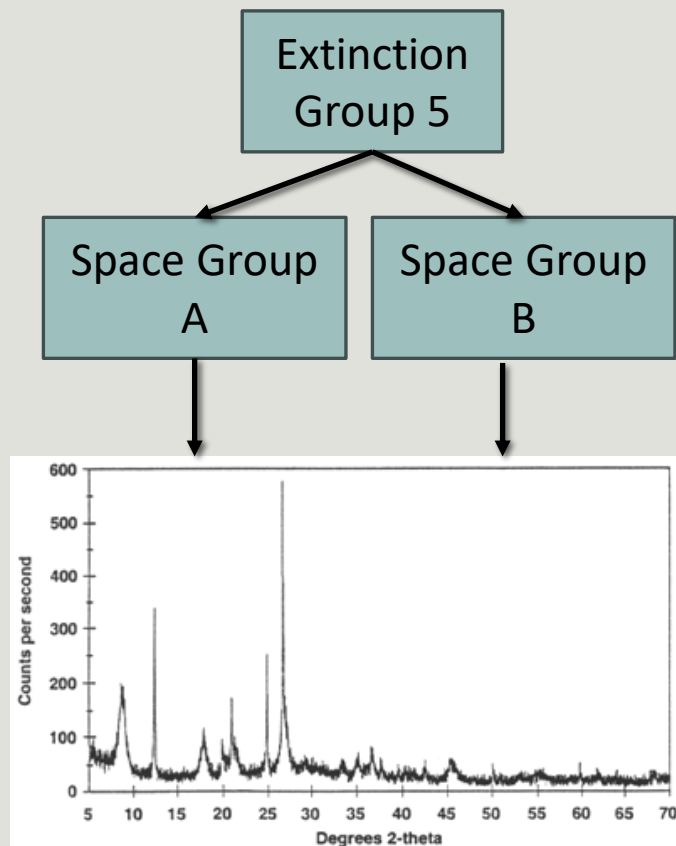 Extinction
Group 5
Space Group
A
Space Group
B
600
500
400
300
200
100
0
Counts per second
5 10 15 20 25 30 35 40 45 50 55 60 65 70
Degrees 2-theta